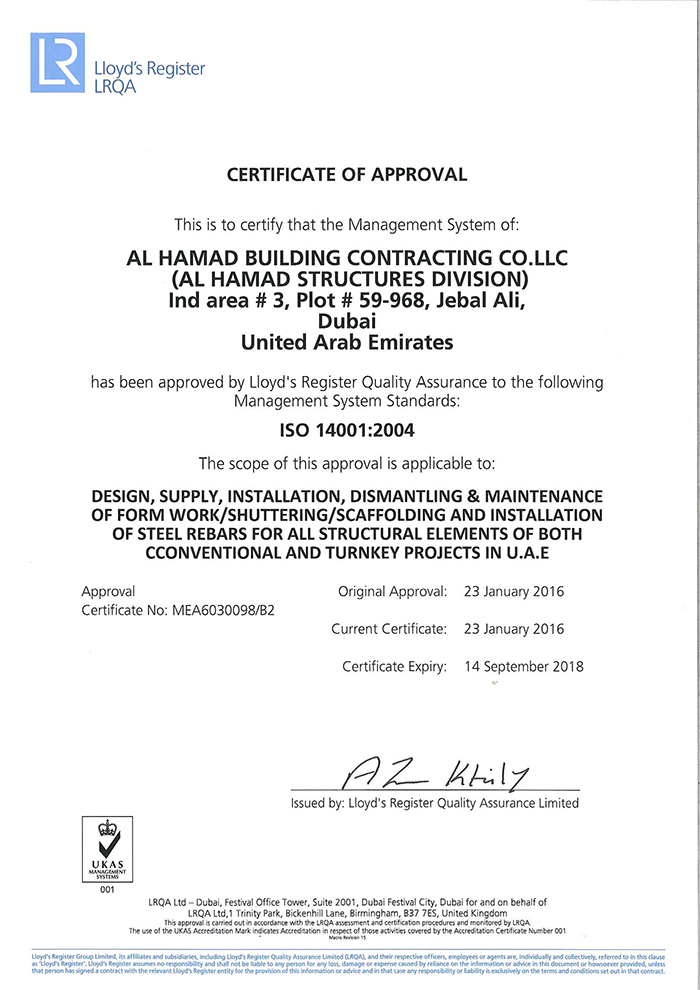 LR
Lloyd's Register
LRQA
CERTIFICATE OF APPROVAL
This is to certify that the Management System of:
AL HAMAD BUILDING CONTRACTING CO.LLC
(AL HAMAD STRUCTURES DIVISION)
Ind area # 3, Plot # 59-968, Jebal Ali,
Dubai
United Arab Emirates
has been approved by Lloyd's Register Quality Assurance to the following
Management System Standards:
ISO 14001:2004
The scope of this approval is applicable to:
DESIGN, SUPPLY, INSTALLATION, DISMANTLING & MAINTENANCE
OF FORM WORK/SHUTTERING/SCAFFOLDING AND INSTALLATION
OF STEEL REBARS FOR ALL STRUCTURAL ELEMENTS OF BOTH
CCONVENTIONAL AND TURNKEY PROJECTS IN U.A.E
Approval
Certificate No: MEA6030098/B2
Original Approval: 23 January 2016
Current Certificate: 23 January 2016
Certificate Expiry: 14 September 2018
Issued by: Lloyd's Register Quality Assurance Limited
UKAS
MANAGEMENT
SYSTEMS
001
LRQA Ltd – Dubai, Festival Office Tower, Suite 2001, Dubai Festival City, Dubai for and on behalf of
LRQA Ltd,1 Trinity Park, Bickenhill Lane, Birmingham, B37 7ES, United Kingdom
This approval is carried out in accordance with the LRQA assessment and certification procedures and monitored by LRQA.
The use of the UKAS Accreditation Mark indicates Accreditation in respect of those activities covered by the Accreditation Certificate Number 001
Macro Revision 15
Lloyd's Register Group Limited, its affiliates and subsidiaries, including Lloyd's Register Quality Assurance Limited (LRQA), and their respective officers, employees or agents are, individually and collectively, referred to in this clause
as 'Lloyd's Register'. Lloyd's Register assumes no responsibility and shall not be liable to any person for any loss, damage or expense caused by reliance on the information or advice in this document or howsoever provided, unless
that person has signed a contract with the relevant Lloyd's Register entity for the provision of this information or advice and in that case any responsibility or liability is exclusively on the terms and conditions set out in that contract.